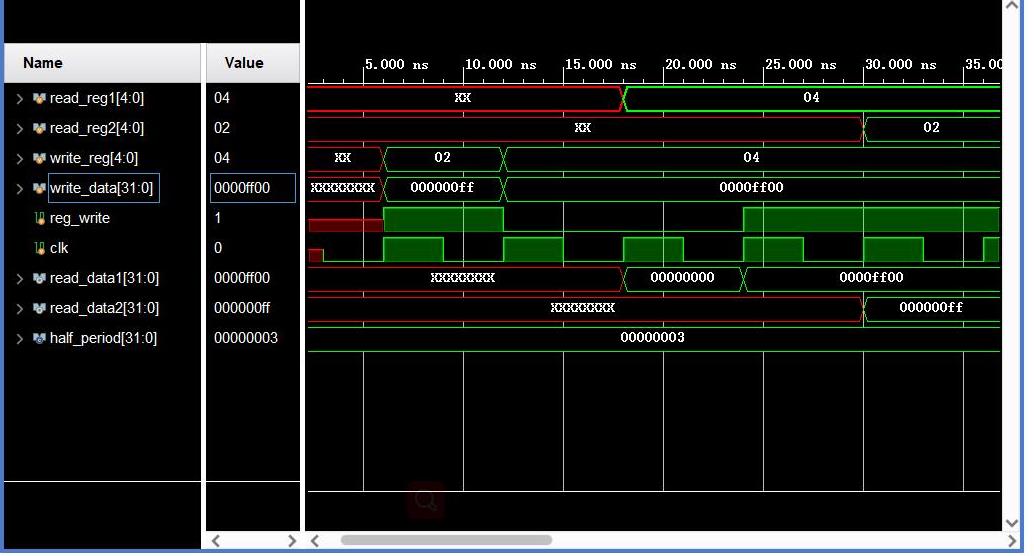 Name Value
5.000 ns 10.000 ns 15.000 ns 20.000 ns 25.000 ns 30.000 ns 35.00
read_reg1[4:0] 04 XX 04
read_reg2[4:0] 02 XX 02
write_reg[4:0] 04 XX 02 04
write_data[31:0] 0000ff00 XXXXXXXX 000000ff 0000ff00
reg_write 1
clk 0
read_data1[31:0] 0000ff00 XXXXXXXX 00000000 0000ff00
read_data2[31:0] 000000ff XXXXXXXX 000000ff
half_period[31:0] 00000003 00000003